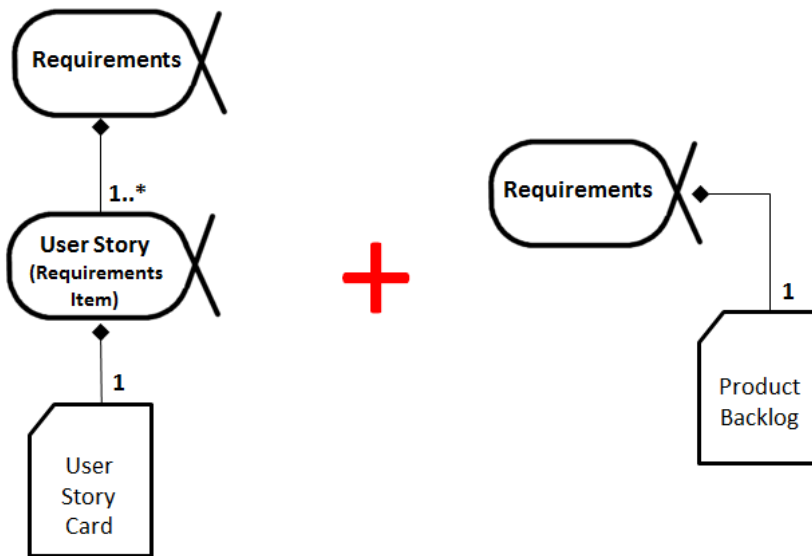 Requirements
1..*
User Story
(Requirements
Item)
1
User
Story
Card
Requirements
1
Product
Backlog